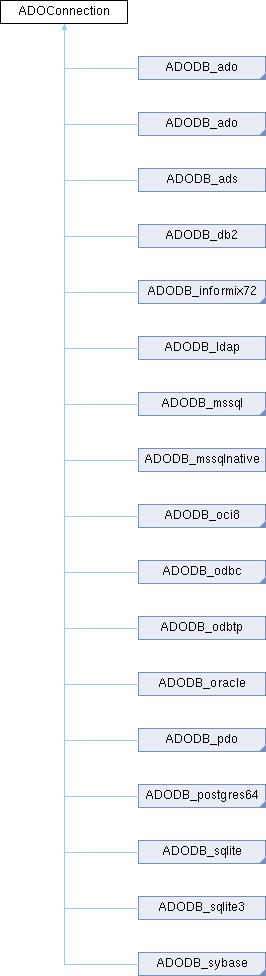 ADOConnection
ADODB_ado
ADODB_ado
ADODB_ads
ADODB_db2
ADODB_informix72
ADODB_ldap
ADODB_mssql
ADODB_mssqlnative
ADODB_oci8
ADODB_odbc
ADODB_odbtp
ADODB_oracle
ADODB_pdo
ADODB_postgres64
ADODB_sqlite
ADODB_sqlite3
ADODB_sybase